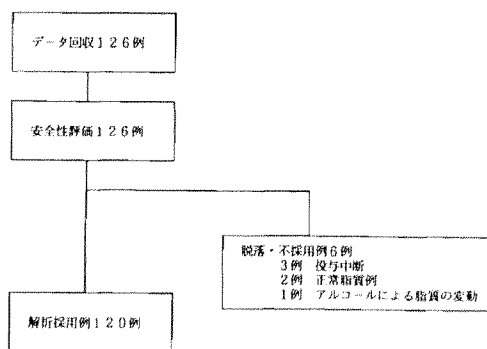 データ回収126例
安全性評価126例
脱落・不採用例6例
3例 投与中断
2例 正常脂質例
1例 アルコールによる脂質の変動
解析採用例120例